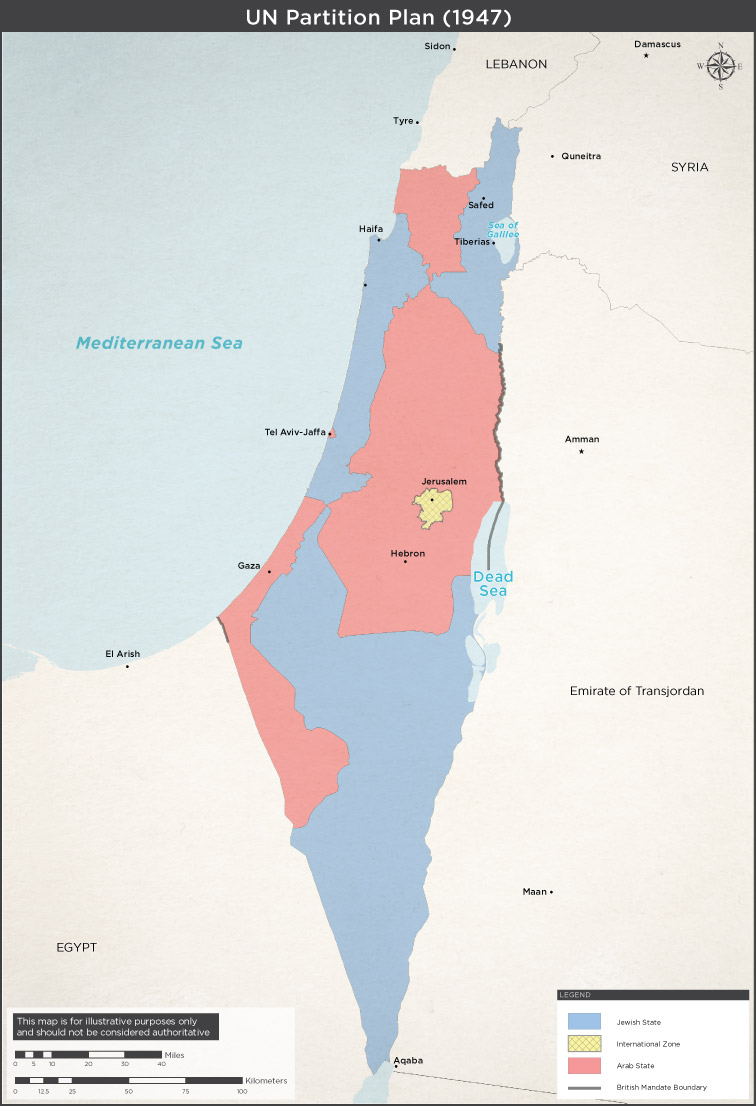 UN Partition Plan (1947)
Sidon
Damascus
LEBANON
N
W
E
S
Tyre
Quneitra
SYRIA
Safed
Sea of
Galilee
Haifa
Tiberias
Mediterranean Sea
Tel Aviv-Jaffa
Amman
Jerusalem
Hebron
Gaza
Dead
Sea
El Arish
Emirate of Transjordan
Maan
EGYPT
Aqaba
This map is for illustrative purposes only
and should not be considered authoritative
Miles
0 5 10 20 30 40
Kilometers
0 12.5 25 50 75 100
LEGEND
Jewish State
International Zone
Arab State
British Mandate Boundary